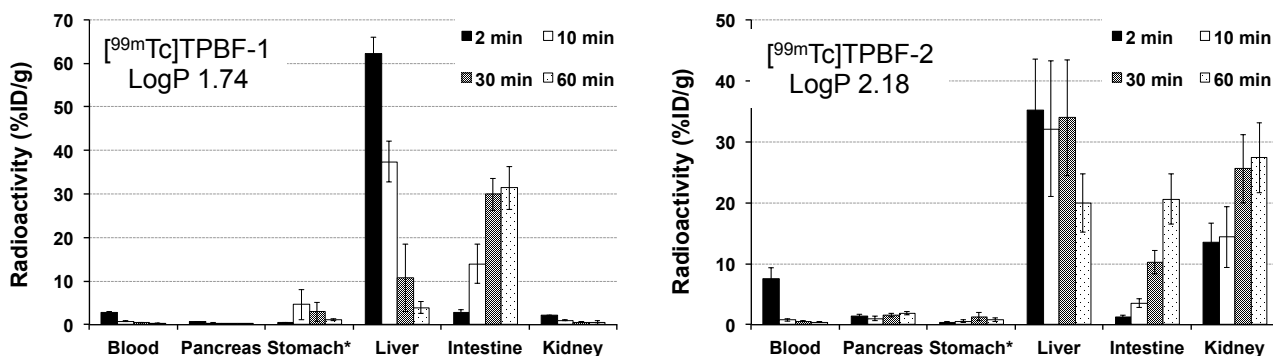 70
60
50
40
30
20
10
0
Radioactivity (%ID/g)
[⁹⁹ᵐTc]TPBF-1
LogP 1.74
2 min 10 min
30 min 60 min
Blood Pancreas Stomach* Liver Intestine Kidney
50
40
30
20
10
0
Radioactivity (%ID/g)
[⁹⁹ᵐTc]TPBF-2
LogP 2.18
2 min 10 min
30 min 60 min
Blood Pancreas Stomach* Liver Intestine Kidney